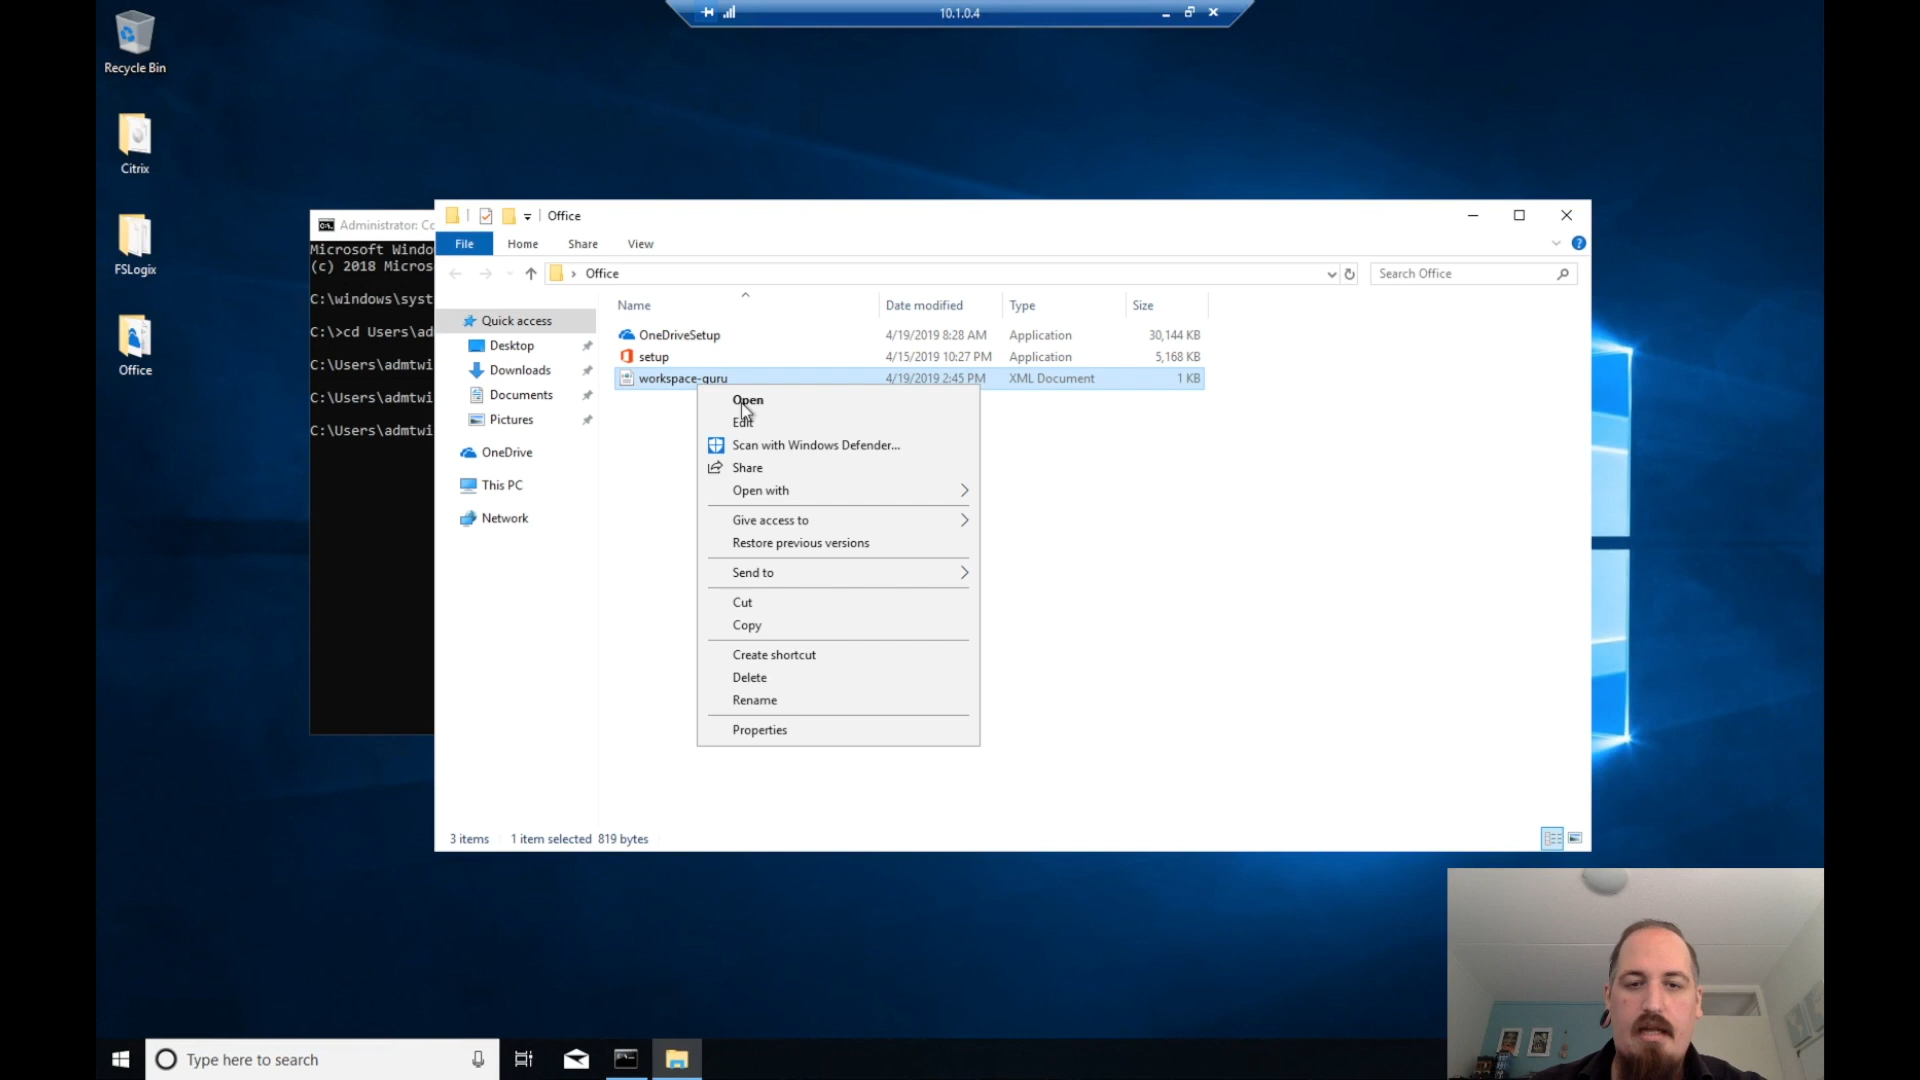 10.1.0.4
Recycle Bin
Citrix
FSLogix
Office
Administrator: Co
Microsoft Windo
(c) 2018 Micros
C:\windows\syst
C:\>cd Users\ad
C:\Users\admtwi
C:\Users\admtwi
C:\Users\admtwi
Office
File Home Share View
Office
Search Office
Quick access
Desktop
Downloads
Documents
Pictures
OneDrive
This PC
Network
Name Date modified Type Size
OneDriveSetup 4/19/2019 8:28 AM Application 30,144 KB
setup 4/15/2019 10:27 PM Application 5,168 KB
workspace-guru 4/19/2019 2:45 PM XML Document 1 KB
Open
Edit
Scan with Windows Defender...
Share
Open with
Give access to
Restore previous versions
Send to
Cut
Copy
Create shortcut
Delete
Rename
Properties
3 items 1 item selected 819 bytes
Type here to search